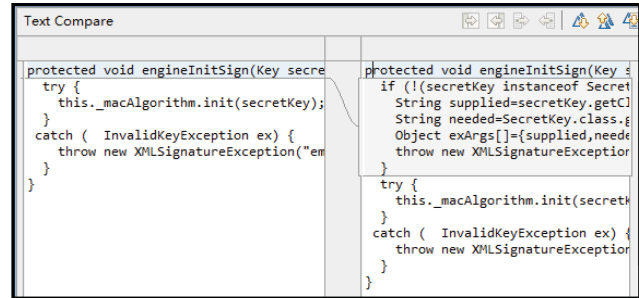 Text Compare
protected void engineInitSign(Key secre
try {
this._macAlgorithm.init(secretKey);
}
catch ( InvalidKeyException ex) {
throw new XMLSignatureException("em
}
}
protected void engineInitSign(Key s
if (!(secretKey instanceof Secret
String supplied=secretKey.getCl
String needed=SecretKey.class.g
Object exArgs[]={supplied,neede
throw new XMLSignatureException
}
try {
this._macAlgorithm.init(secretk
}
catch ( InvalidKeyException ex) {
throw new XMLSignatureException
}
}